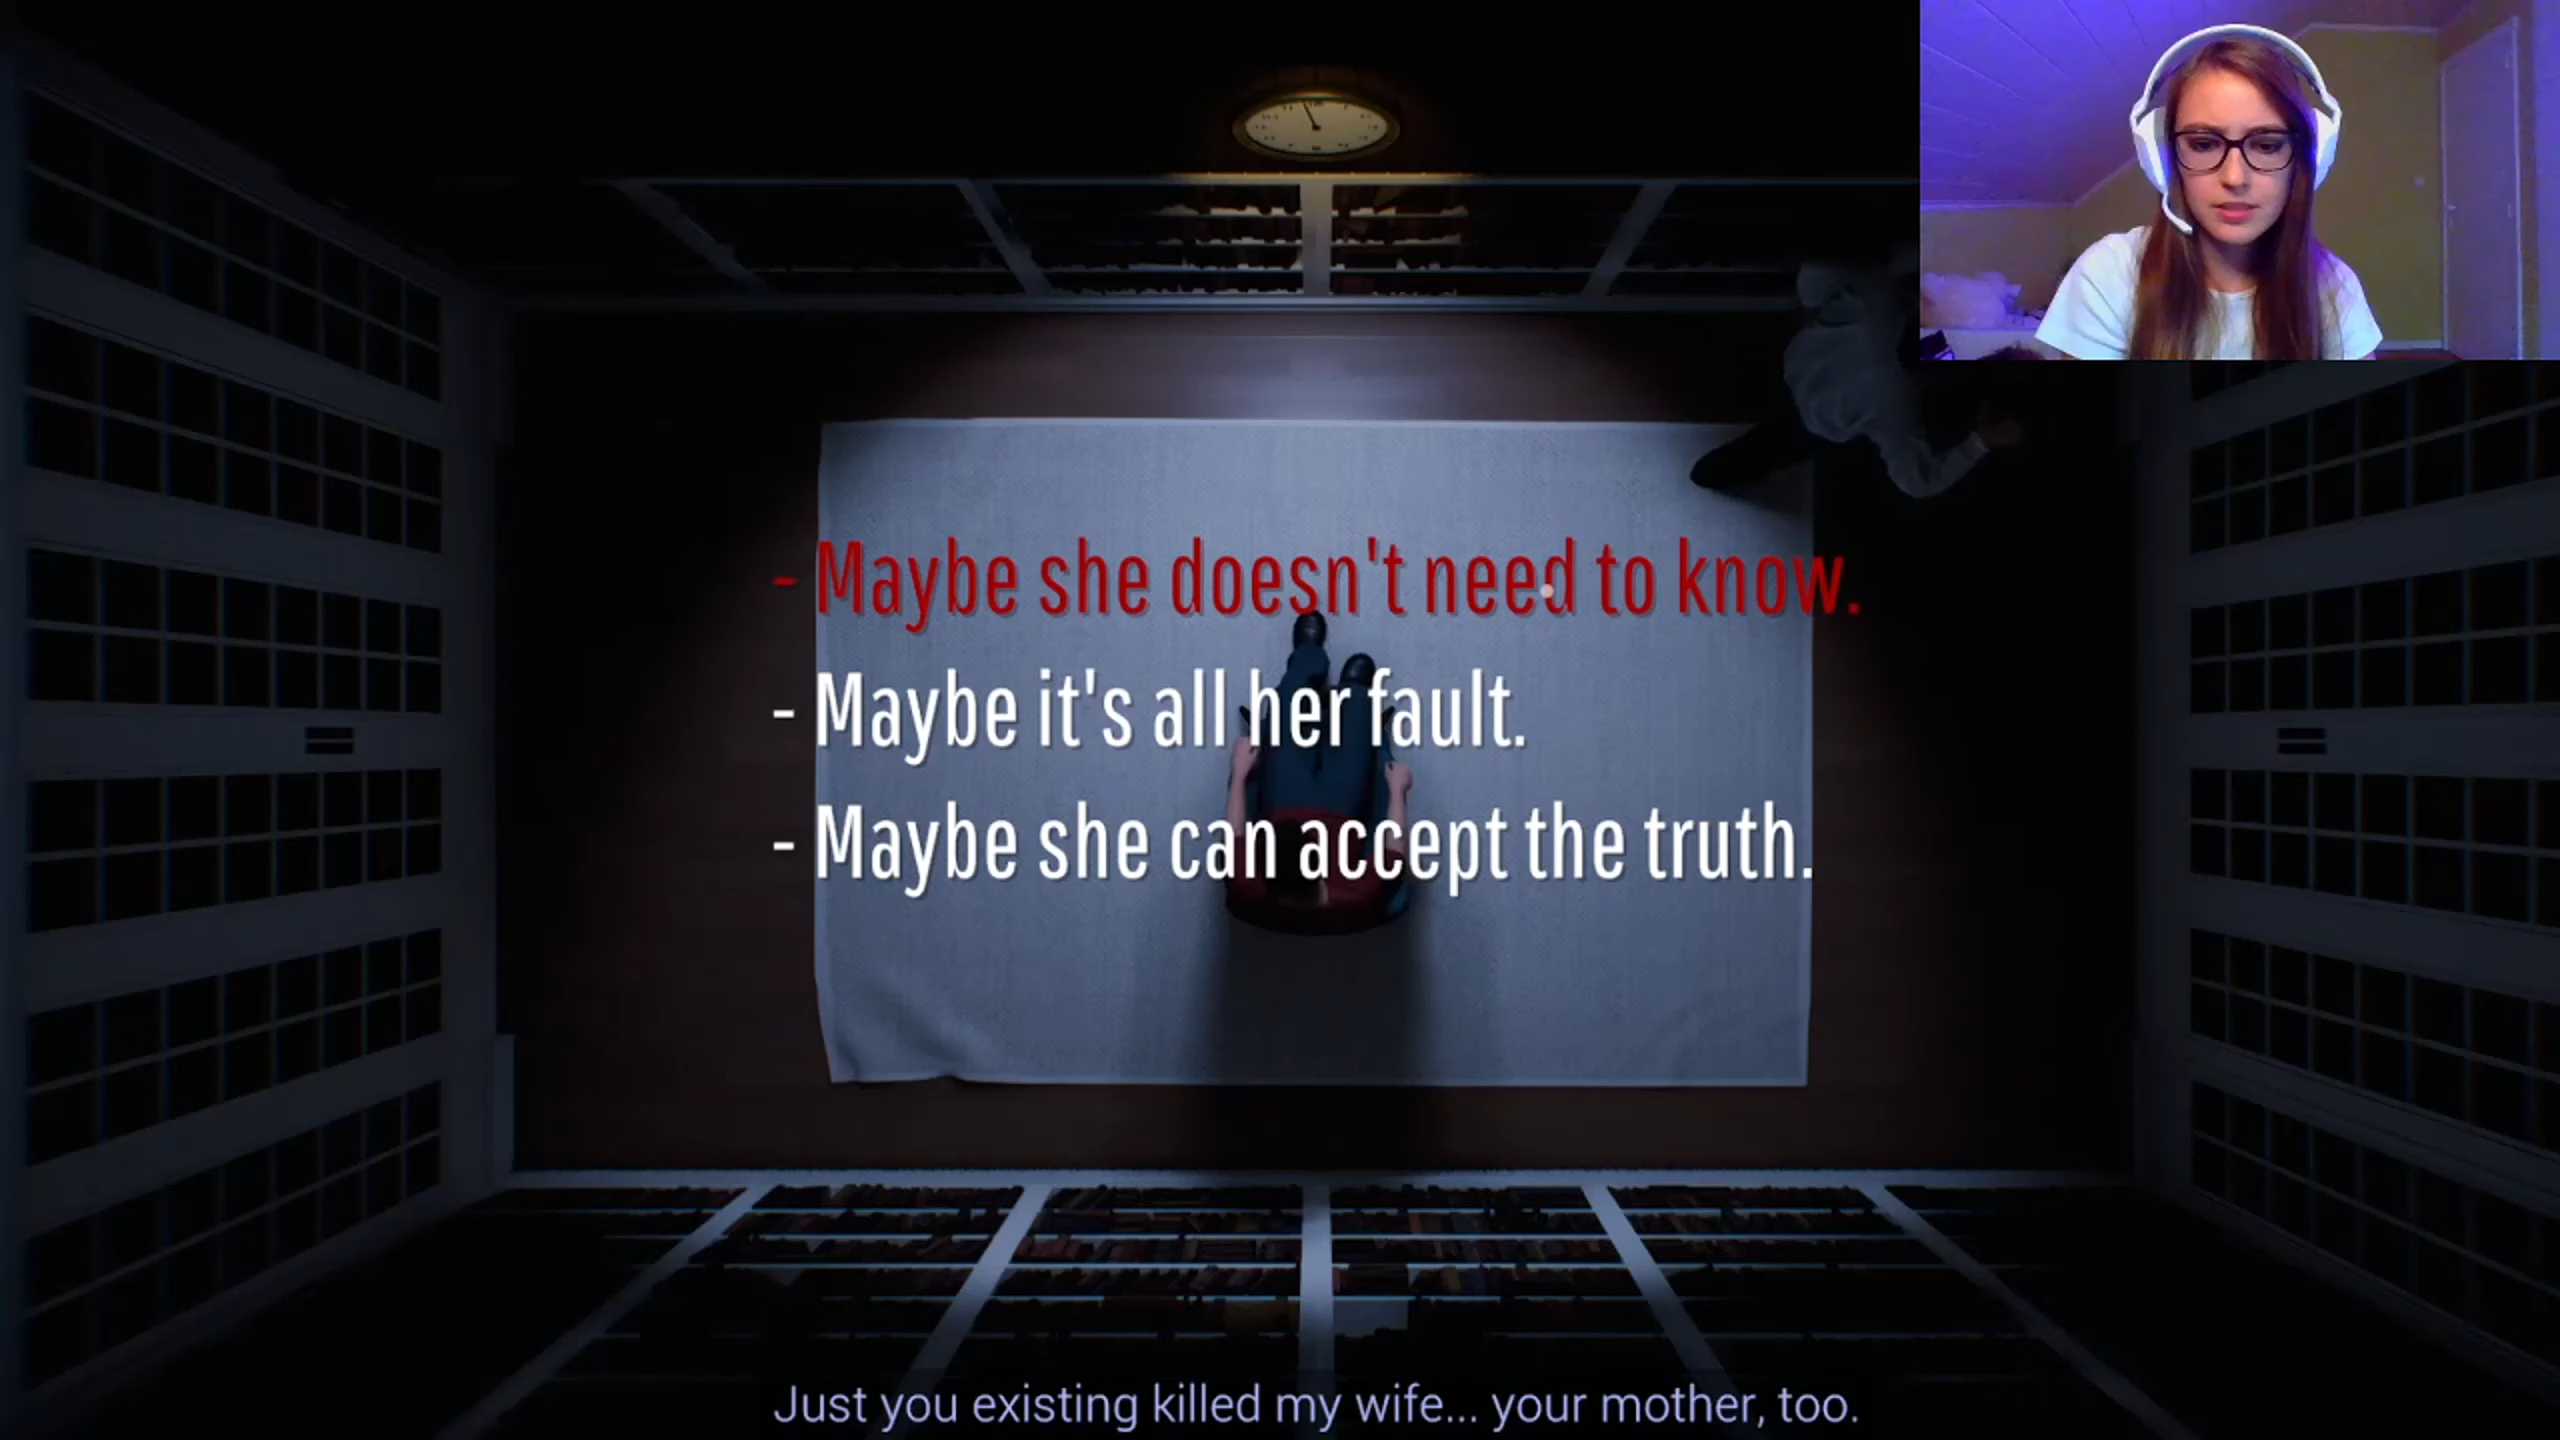 - Maybe she doesn't need to know.
- Maybe it's all her fault.
- Maybe she can accept the truth.
Just you existing killed my wife... your mother, too.